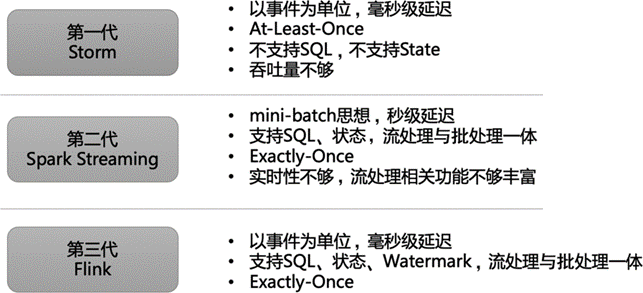 第一代
Storm
• 以事件为单位，毫秒级延迟
• At-Least-Once
• 不支持SQL，不支持State
• 吞吐量不够
第二代
Spark Streaming
• mini-batch思想，秒级延迟
• 支持SQL、状态，流处理与批处理一体
• Exactly-Once
• 实时性不够，流处理相关功能不够丰富
第三代
Flink
• 以事件为单位，毫秒级延迟
• 支持SQL、状态、Watermark，流处理与批处理一体
• Exactly-Once